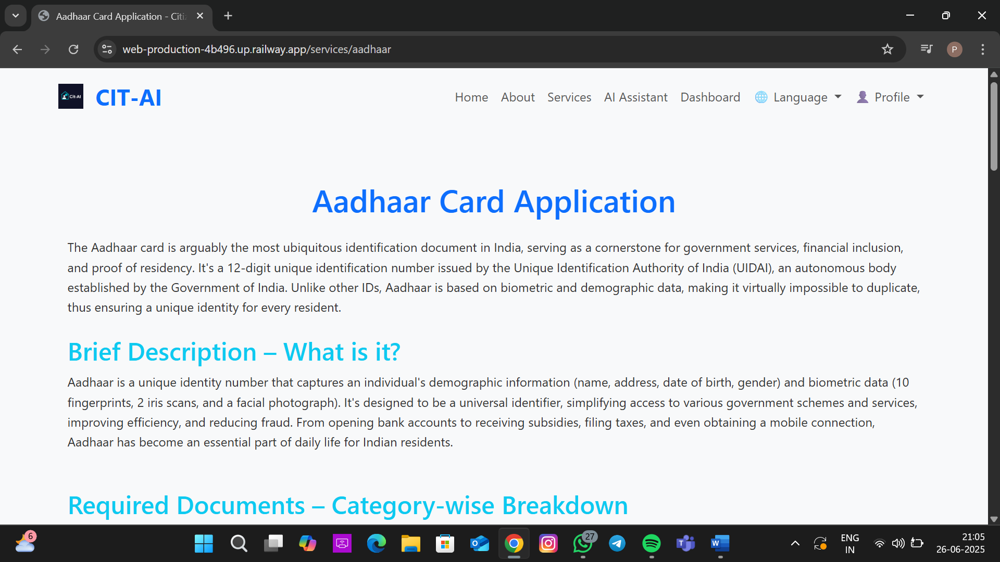 Aadhaar Card Application - Citi
web-production-4b496.up.railway.app/services/aadhaar
P
Cit-AI
CIT-AI
Home About Services AI Assistant Dashboard Language Profile
Aadhaar Card Application
The Aadhaar card is arguably the most ubiquitous identification document in India, serving as a cornerstone for government services, financial inclusion,
and proof of residency. It's a 12-digit unique identification number issued by the Unique Identification Authority of India (UIDAI), an autonomous body
established by the Government of India. Unlike other IDs, Aadhaar is based on biometric and demographic data, making it virtually impossible to duplicate,
thus ensuring a unique identity for every resident.
Brief Description – What is it?
Aadhaar is a unique identity number that captures an individual's demographic information (name, address, date of birth, gender) and biometric data (10
fingerprints, 2 iris scans, and a facial photograph). It's designed to be a universal identifier, simplifying access to various government schemes and services,
improving efficiency, and reducing fraud. From opening bank accounts to receiving subsidies, filing taxes, and even obtaining a mobile connection,
Aadhaar has become an essential part of daily life for Indian residents.
Required Documents – Category-wise Breakdown
6
27
ENG
IN
21:05
26-06-2025